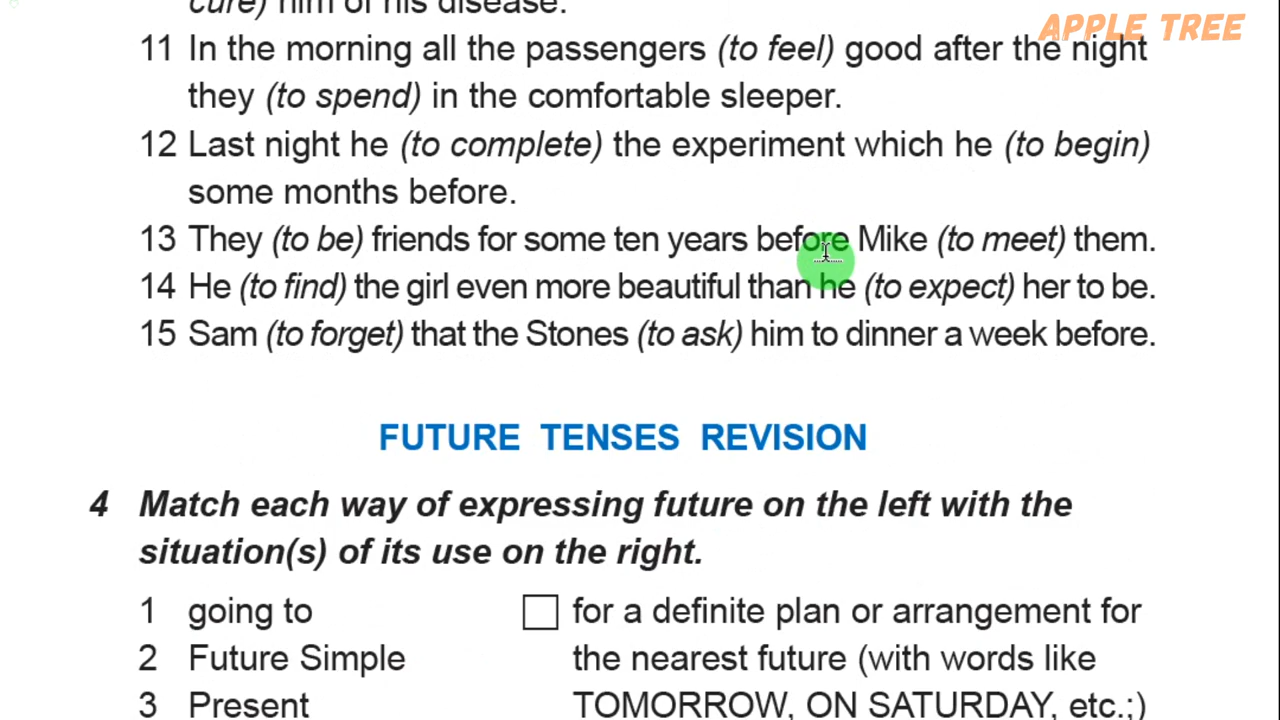 cure) him of his disease.
APPLE TREE
11 In the morning all the passengers (to feel) good after the night
they (to spend) in the comfortable sleeper.
12 Last night he (to complete) the experiment which he (to begin)
some months before.
13 They (to be) friends for some ten years before Mike (to meet) them.
14 He (to find) the girl even more beautiful than he (to expect) her to be.
15 Sam (to forget) that the Stones (to ask) him to dinner a week before.
FUTURE TENSES REVISION
4 Match each way of expressing future on the left with the
situation(s) of its use on the right.
1 going to for a definite plan or arrangement for
2 Future Simple the nearest future (with words like
3 Present TOMORROW, ON SATURDAY, etc.;)